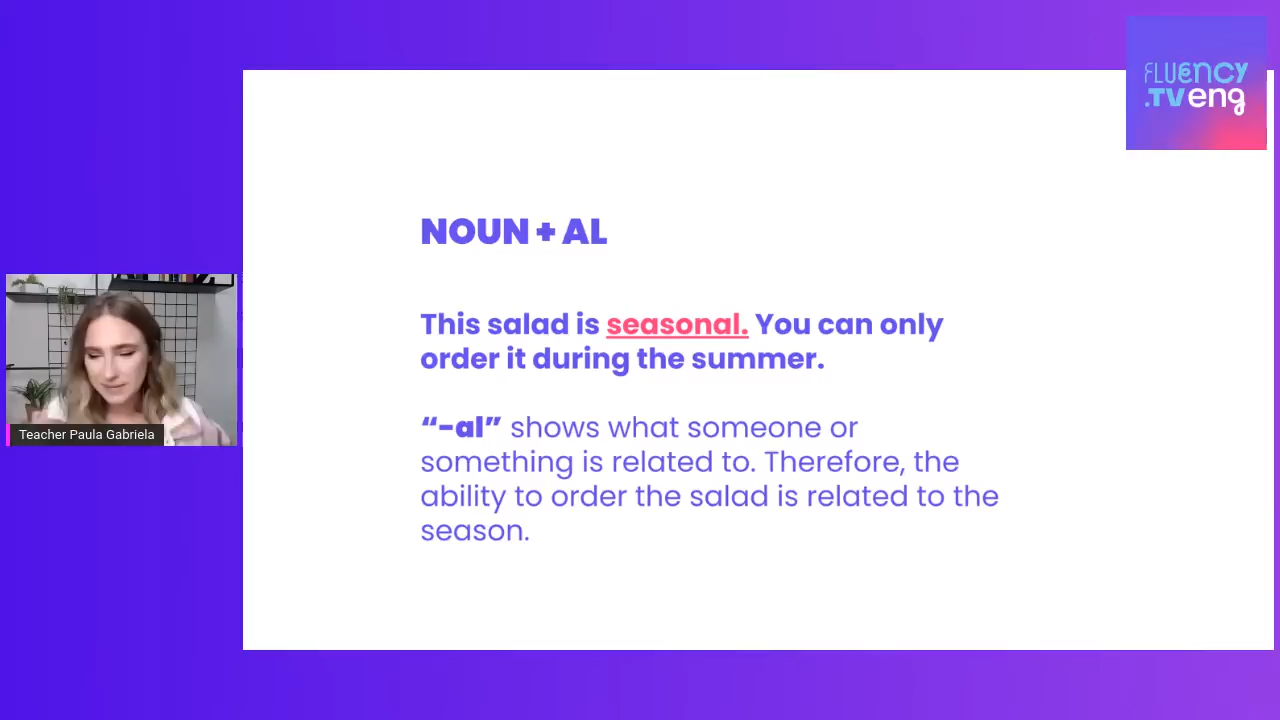 FLUENCY
.TVeng
NOUN + AL
This salad is seasonal. You can only
order it during the summer.
“-al” shows what someone or
something is related to. Therefore, the
ability to order the salad is related to the
season.
Teacher Paula Gabriela